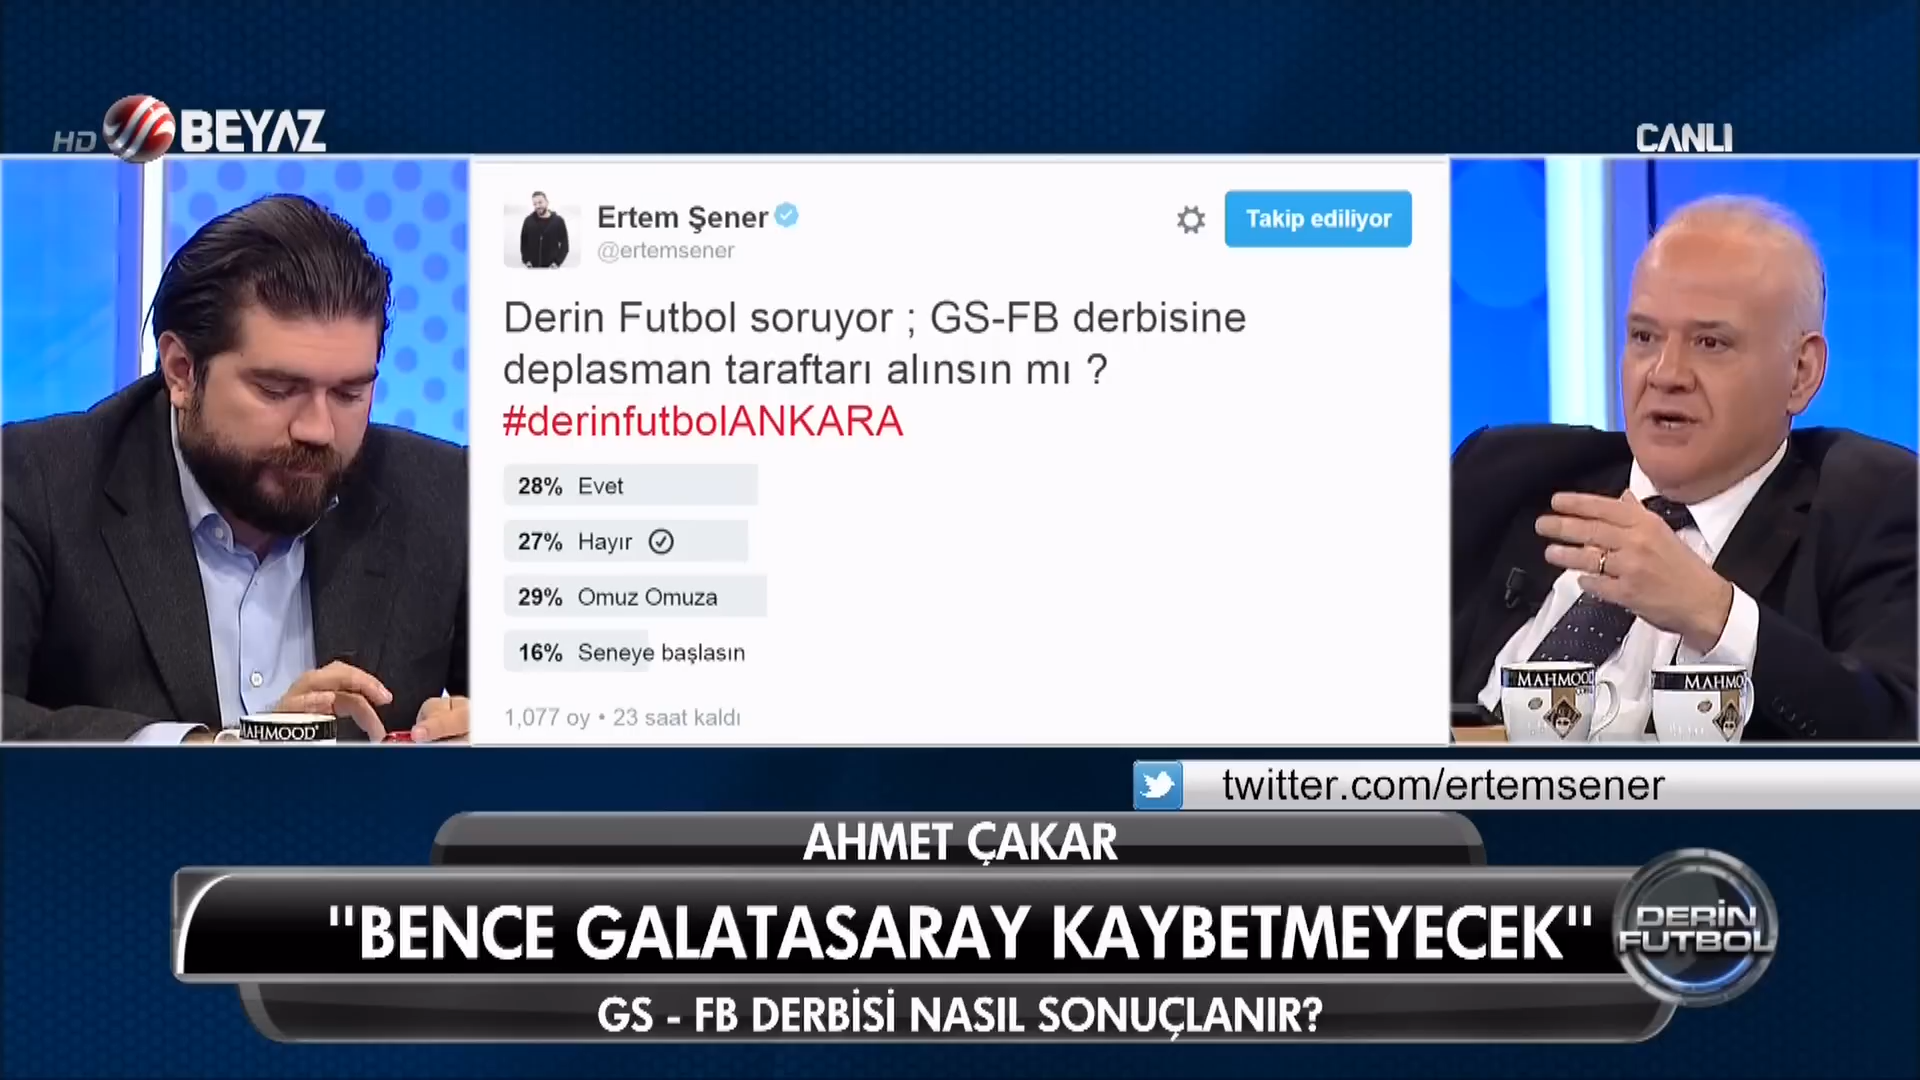 HD BEYAZ
CANLI
Ertem Şener
@ertemsener
Takip ediliyor
Derin Futbol soruyor ; GS-FB derbisine
deplasman taraftarı alınsın mı ?
#derinfutbolANKARA
28% Evet
27% Hayır
29% Omuz Omuza
16% Seneye başlasın
1,077 oy • 23 saat kaldı
MAHMOOD
MAHMOOD
twitter.com/ertemsener
AHMET ÇAKAR
"BENCE GALATASARAY KAYBETMEYECEK"
DERİN
FUTBOL
GS - FB DERBİSİ NASIL SONUÇLANIR?